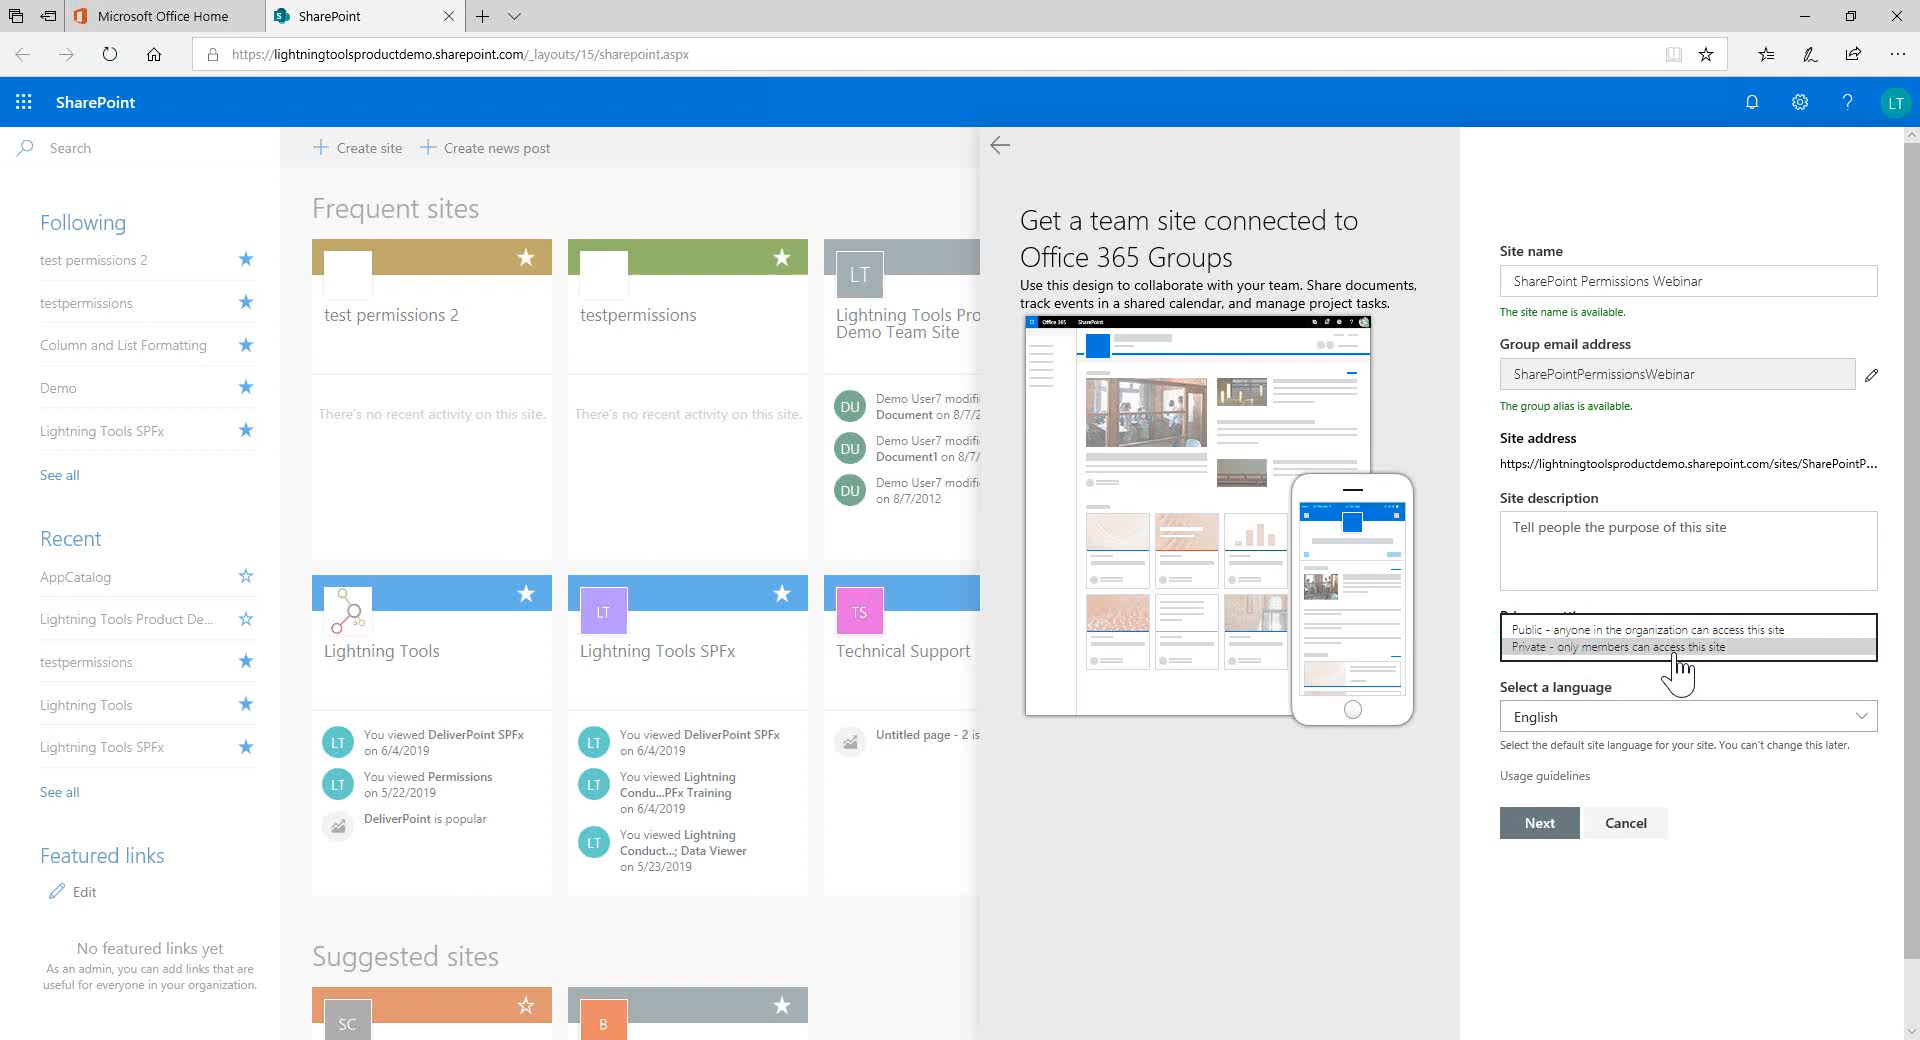 Microsoft Office Home
SharePoint
https://lightningtoolsproductdemo.sharepoint.com/_layouts/15/sharepoint.aspx
SharePoint
LT
Search
Create site
Create news post
Following
test permissions 2
testpermissions
Column and List Formatting
Demo
Lightning Tools SPFx
See all
Recent
AppCatalog
Lightning Tools Product De...
testpermissions
Lightning Tools
Lightning Tools SPFx
See all
Featured links
Edit
No featured links yet
As an admin, you can add links that are
useful for everyone in your organization.
Frequent sites
test permissions 2
There's no recent activity on this site.
testpermissions
There's no recent activity on this site.
LT
Lightning Tools Pro
Demo Team Site
DU
Demo User7 modifi
Document on 8/7/2
DU
Demo User7 modifi
Document1 on 8/7/
DU
Demo User7 modifi
on 8/7/2012
Lightning Tools
LT
You viewed DeliverPoint SPFx
on 6/4/2019
LT
You viewed Permissions
on 5/22/2019
DeliverPoint is popular
LT
Lightning Tools SPFx
LT
You viewed DeliverPoint SPFx
on 6/4/2019
LT
You viewed Lightning
Condu...PFx Training
on 6/4/2019
LT
You viewed Lightning
Conduct...; Data Viewer
on 5/23/2019
TS
Technical Support
Untitled page - 2 is
Suggested sites
SC
B
Get a team site connected to
Office 365 Groups
Use this design to collaborate with your team. Share documents,
track events in a shared calendar, and manage project tasks.
Office 365
SharePoint
Site name
SharePoint Permissions Webinar
The site name is available.
Group email address
SharePointPermissionsWebinar
The group alias is available.
Site address
https://lightningtoolsproductdemo.sharepoint.com/sites/SharePointP...
Site description
Tell people the purpose of this site
Public - anyone in the organization can access this site
Private - only members can access this site
Select a language
English
Select the default site language for your site. You can't change this later.
Usage guidelines
Next
Cancel